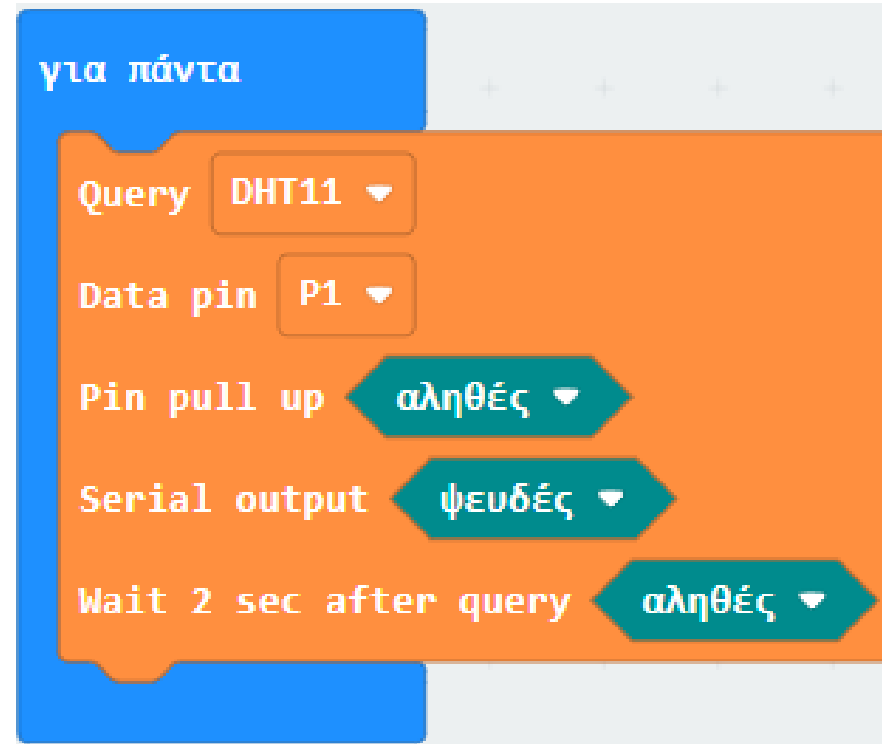 για πάντα
Query DHT11
Data pin P1
Pin pull up αληθές
Serial output ψευδές
Wait 2 sec after query αληθές